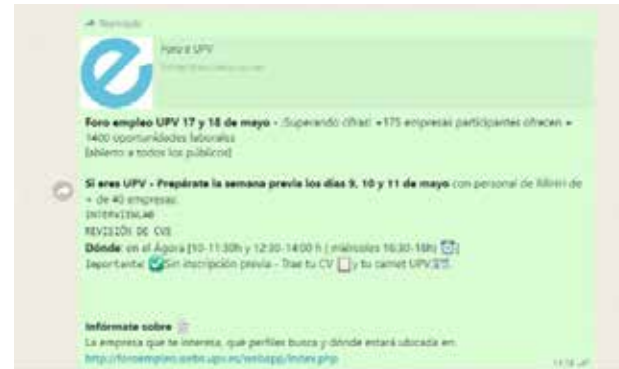 Reenviado
Foro e UPV
Foro empleo UPV 17 y 18 de mayo - ¡Superando cifras! +175 empresas participantes ofrecen +
1400 oportunidades laborales
[abierto a todos los públicos]
Si eres UPV - Prepárate la semana previa los días 9, 10 y 11 de mayo con personal de RRHH de
+ de 40 empresas:
INTERVIEWLAB
REVISIÓN DE CVS
Dónde: en el Ágora [10-11:30h y 12:30-14:00 h ( miércoles 16:30-18h)
Importante: Sin inscripción previa - Trae tu CV y tu carnet UPV
Infórmate sobre
La empresa que te interesa, qué perfiles busca y dónde estará ubicada en:
http://foroempleo.webs.upv.es/webapp/index.php